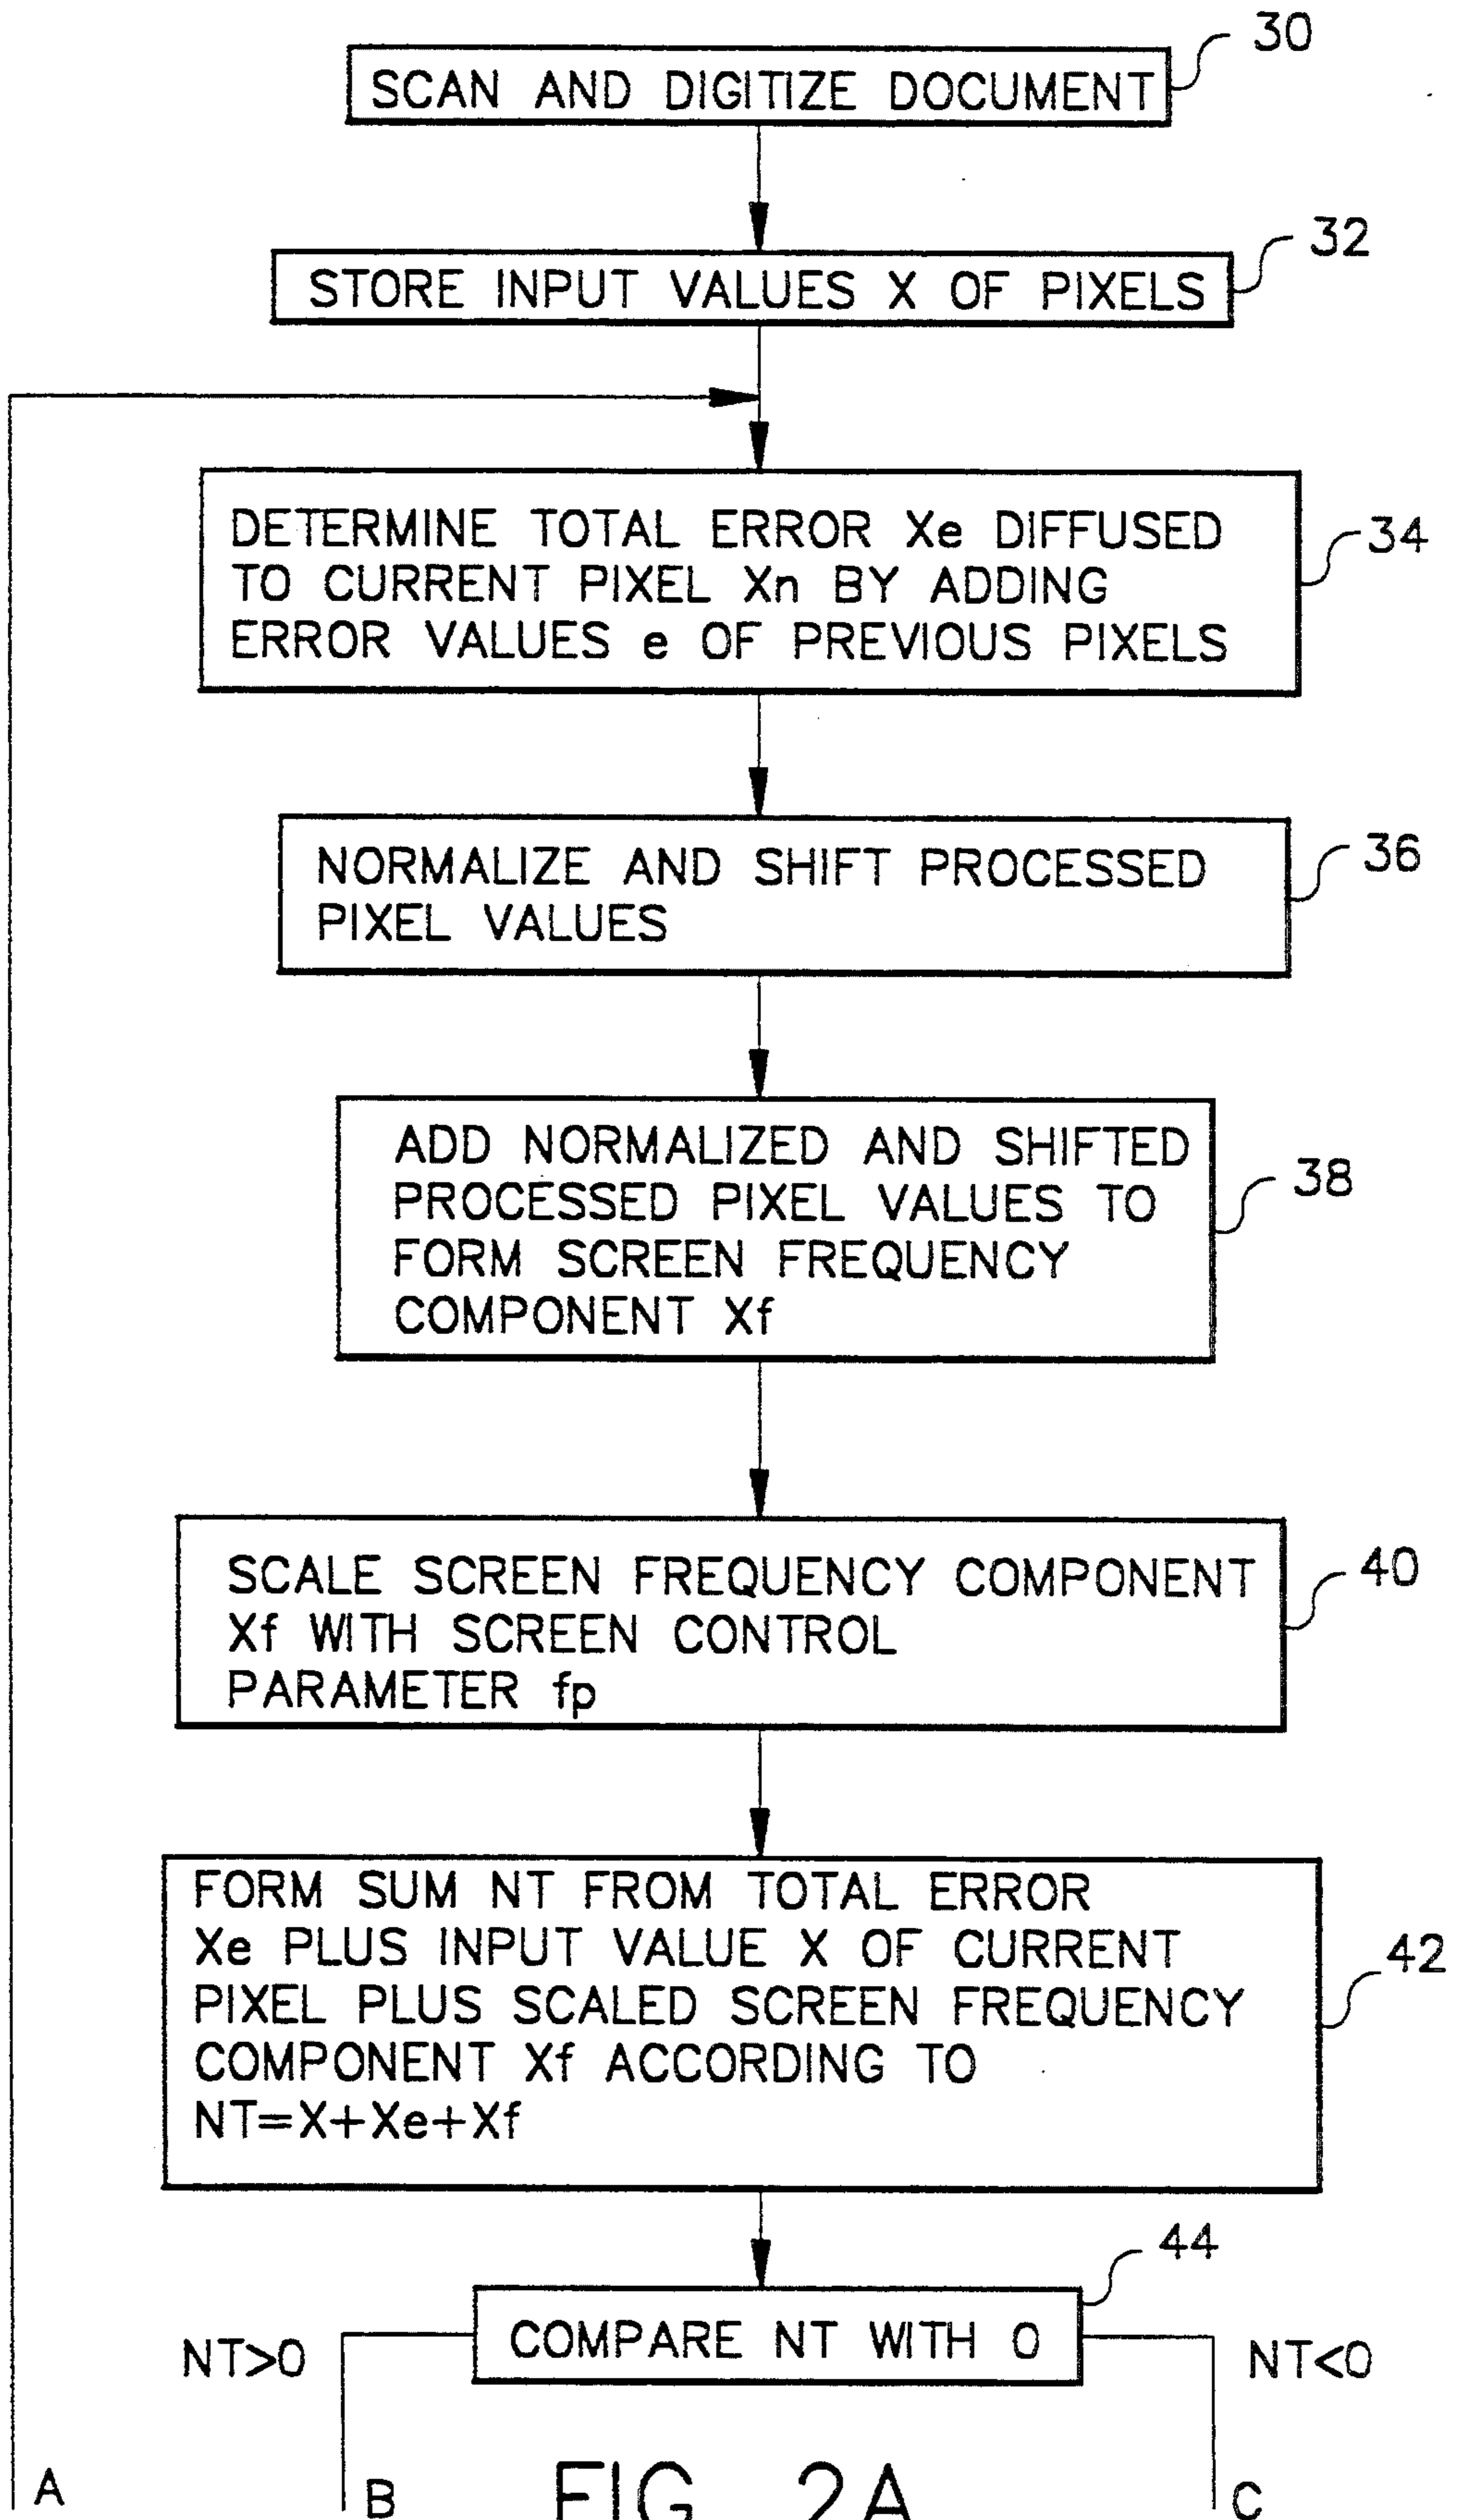 30
SCAN AND DIGITIZE DOCUMENT
32
STORE INPUT VALUES X OF PIXELS
34
DETERMINE TOTAL ERROR Xe DIFFUSED
TO CURRENT PIXEL Xn BY ADDING
ERROR VALUES e OF PREVIOUS PIXELS
36
NORMALIZE AND SHIFT PROCESSED
PIXEL VALUES
38
ADD NORMALIZED AND SHIFTED
PROCESSED PIXEL VALUES TO
FORM SCREEN FREQUENCY
COMPONENT Xf
40
SCALE SCREEN FREQUENCY COMPONENT
Xf WITH SCREEN CONTROL
PARAMETER fp
42
FORM SUM NT FROM TOTAL ERROR
Xe PLUS INPUT VALUE X OF CURRENT
PIXEL PLUS SCALED SCREEN FREQUENCY
COMPONENT Xf ACCORDING TO
NT=X+Xe+Xf
44
COMPARE NT WITH 0
NT>0
NT<0
A
B
C
FIG. 2A